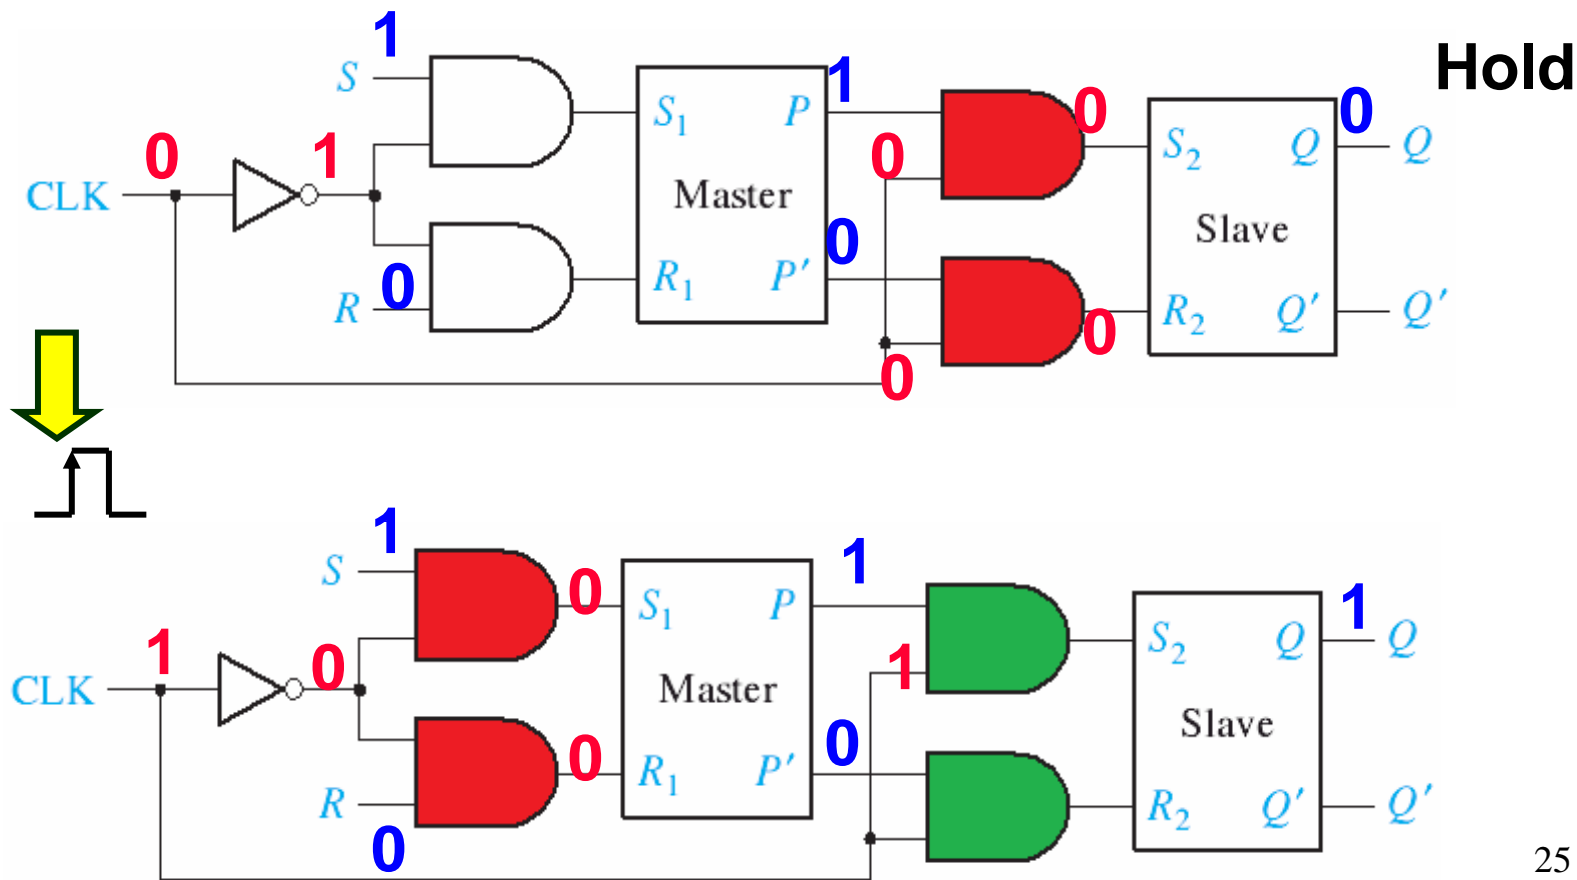 1
Hold
S 1 0 0
S₁ P S₂ Q Q
0 1 0
CLK Master
Slave
0 0
R R₁ P′ R₂ Q′ Q′
0
0
1
S 1 1
0
S₁ P S₂ Q Q
1 0 1
CLK Master
Slave
0 0
R R₁ P′ R₂ Q′ Q′
0
25